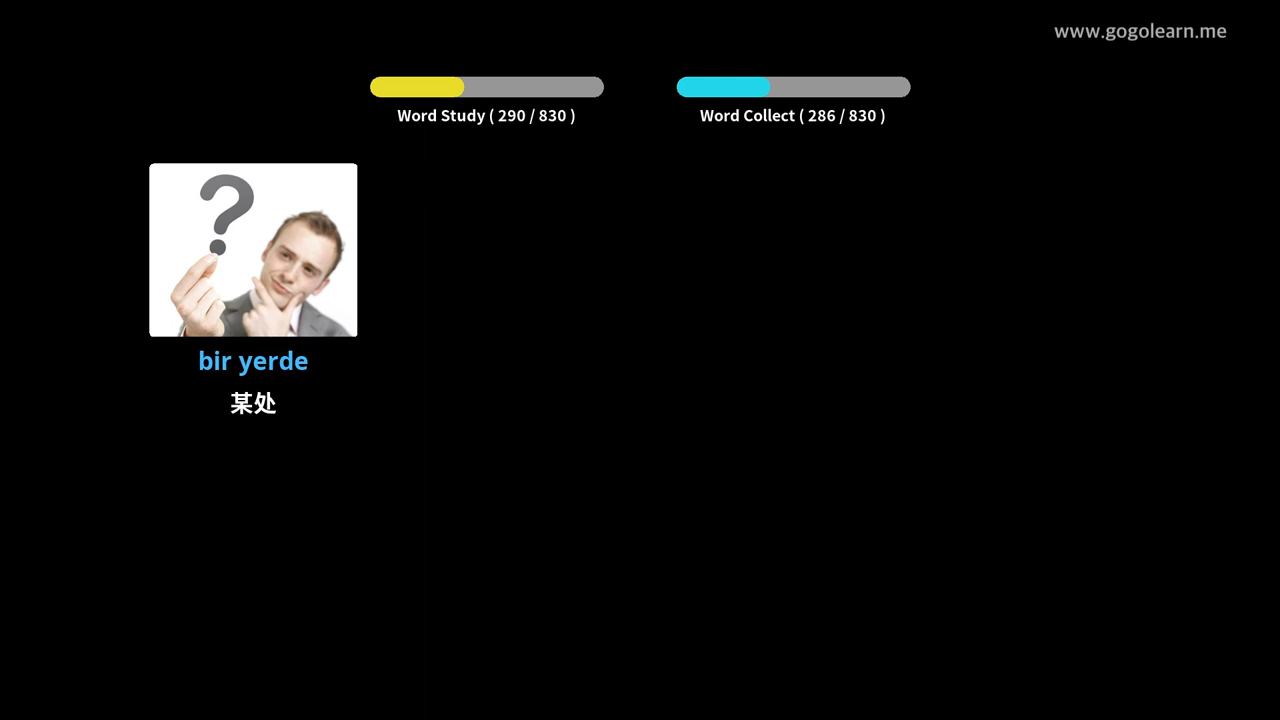 www.gogolearn.me
Word Study ( 290 / 830 )
Word Collect ( 286 / 830 )
?
bir yerde
某处